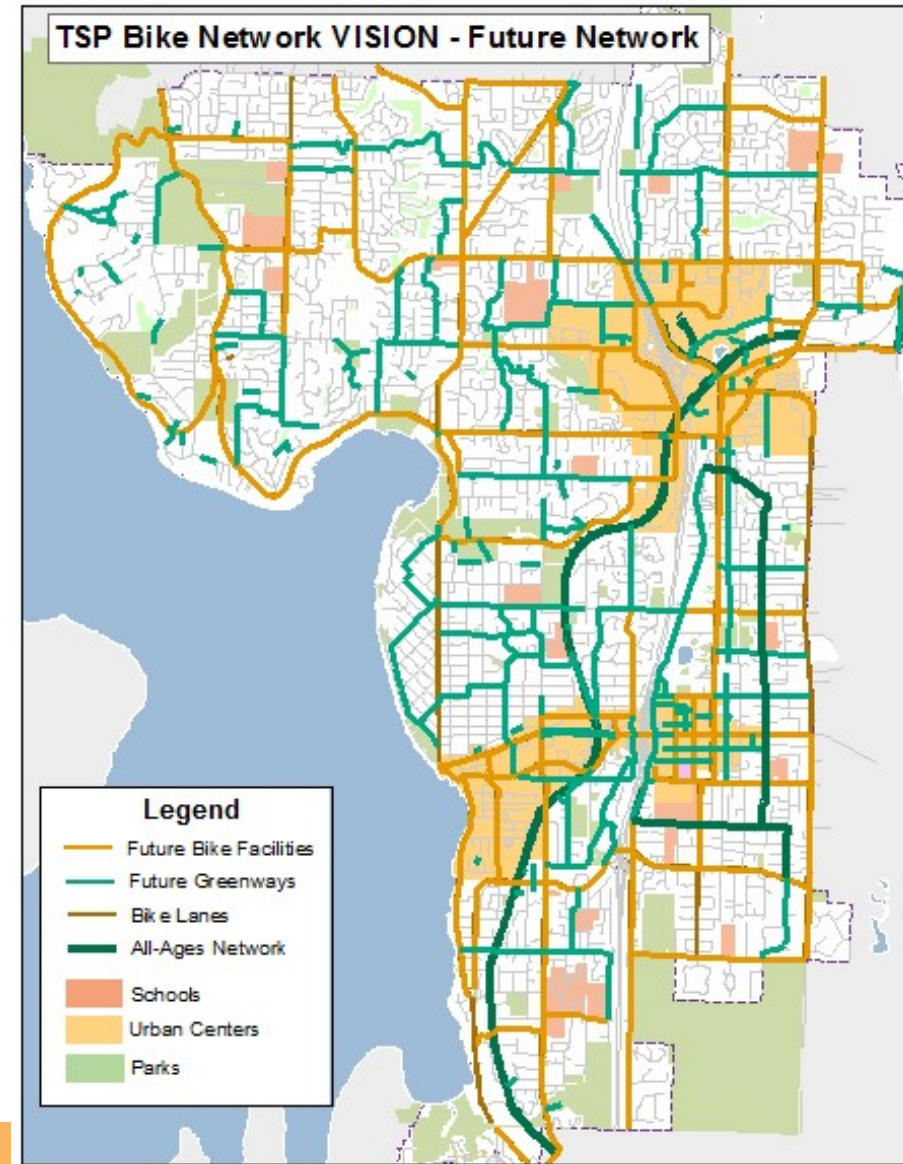 TSP Bike Network VISION - Future Network
Legend
Future Bike Facilities
Future Greenways
Bike Lanes
All-Ages Network
Schools
Urban Centers
Parks